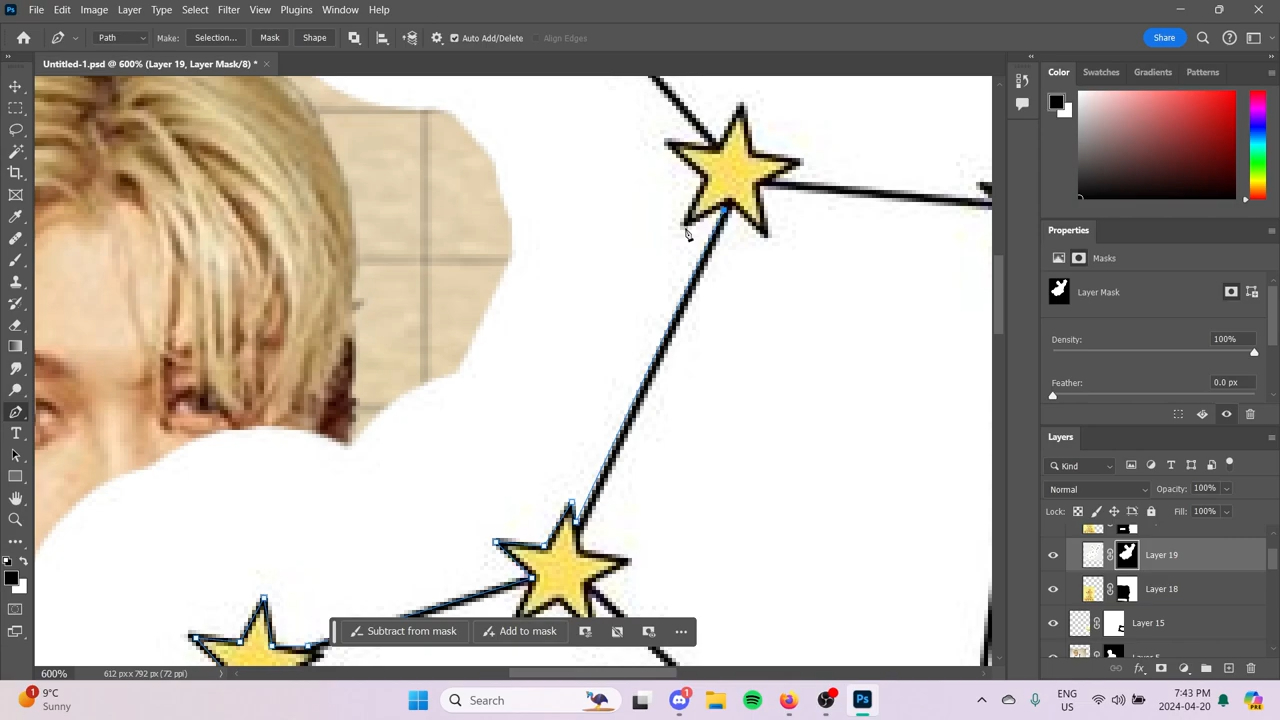 Ps File Edit Image Layer Type Select Filter View Plugins Window Help
Path Make: Selection... Mask Shape Auto Add/Delete Align Edges Share
Untitled-1.psd @ 600% (Layer 19, Layer Mask/8) *
Color Swatches Gradients Patterns
Properties
Masks
Layer Mask
Density: 100%
Feather: 0.0 px
Layers
Kind
Normal Opacity: 100%
Lock: Fill: 100%
Layer 19
Layer 18
Layer 15
Subtract from mask Add to mask
600% 612 px x 792 px (72 ppi)
1 9°C
Sunny
Search
1
Ps
ENG
US
7:43 PM
2024-04-20